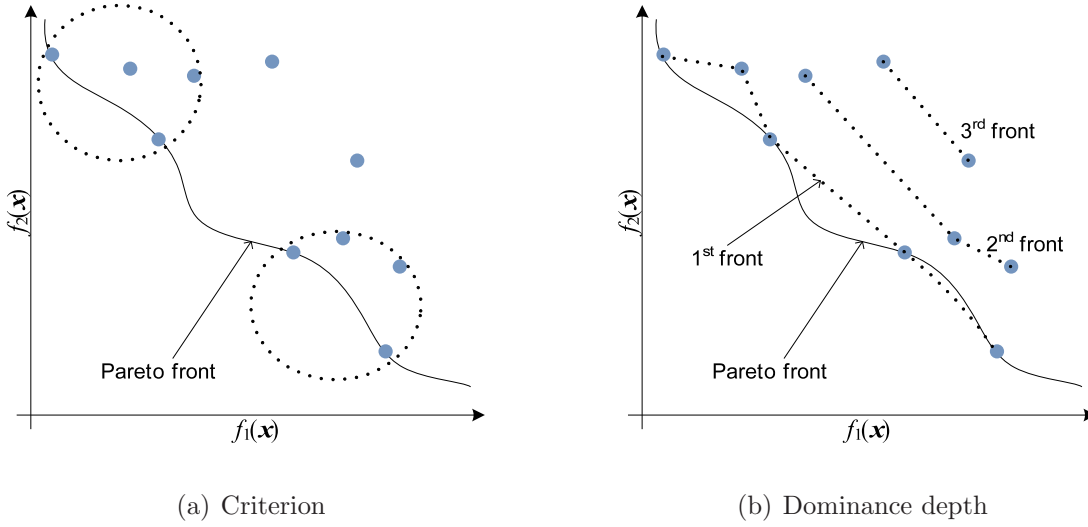 f₂(x)
Pareto front
f₁(x)
(a) Criterion
f₂(x)
3rd front
2nd front
1st front
Pareto front
f₁(x)
(b) Dominance depth